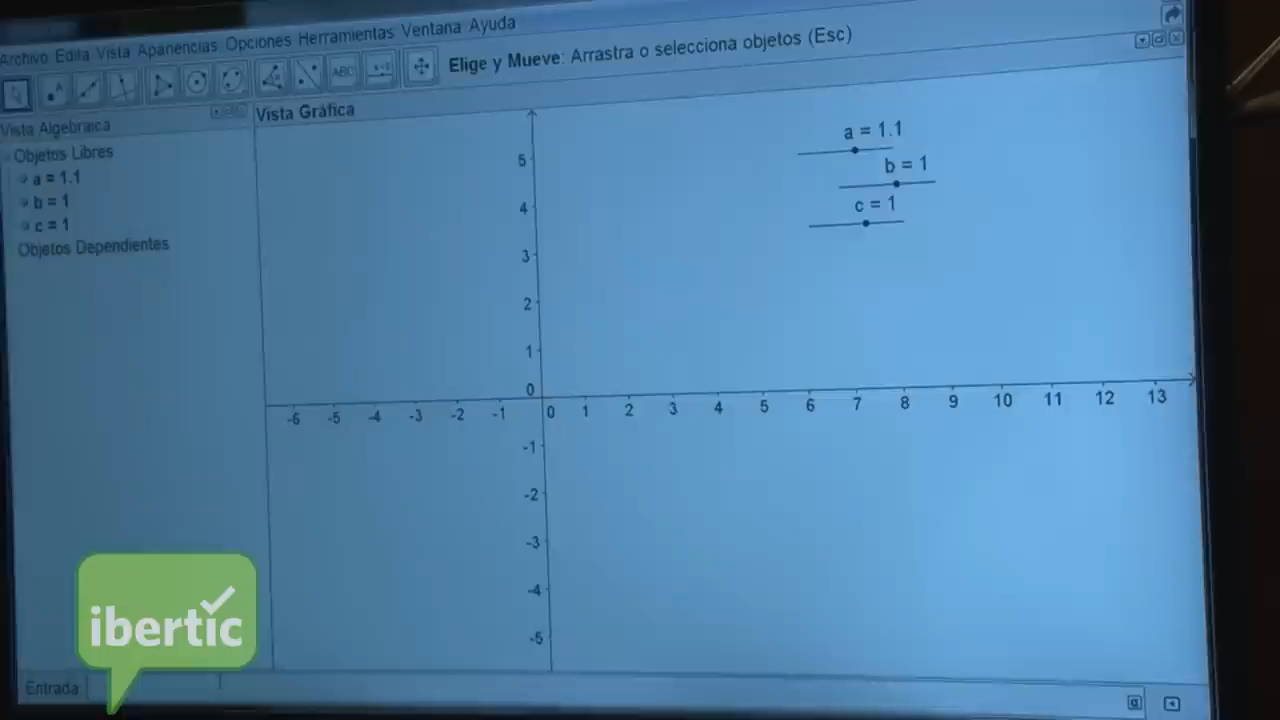 Archivo Edita Vista Apariencias Opciones Herramientas Ventana Ayuda
ABC
Elige y Mueve: Arrastra o selecciona objetos (Esc)
Vista Algebraica
Vista Gráfica
Objetos Libres
a = 1.1
b = 1
c = 1
Objetos Dependientes
a = 1.1
b = 1
c = 1
5
4
3
2
1
0
-6 -5 -4 -3 -2 -1 0 1 2 3 4 5 6 7 8 9 10 11 12 13
-1
-2
-3
-4
-5
ibertic
Entrada
α